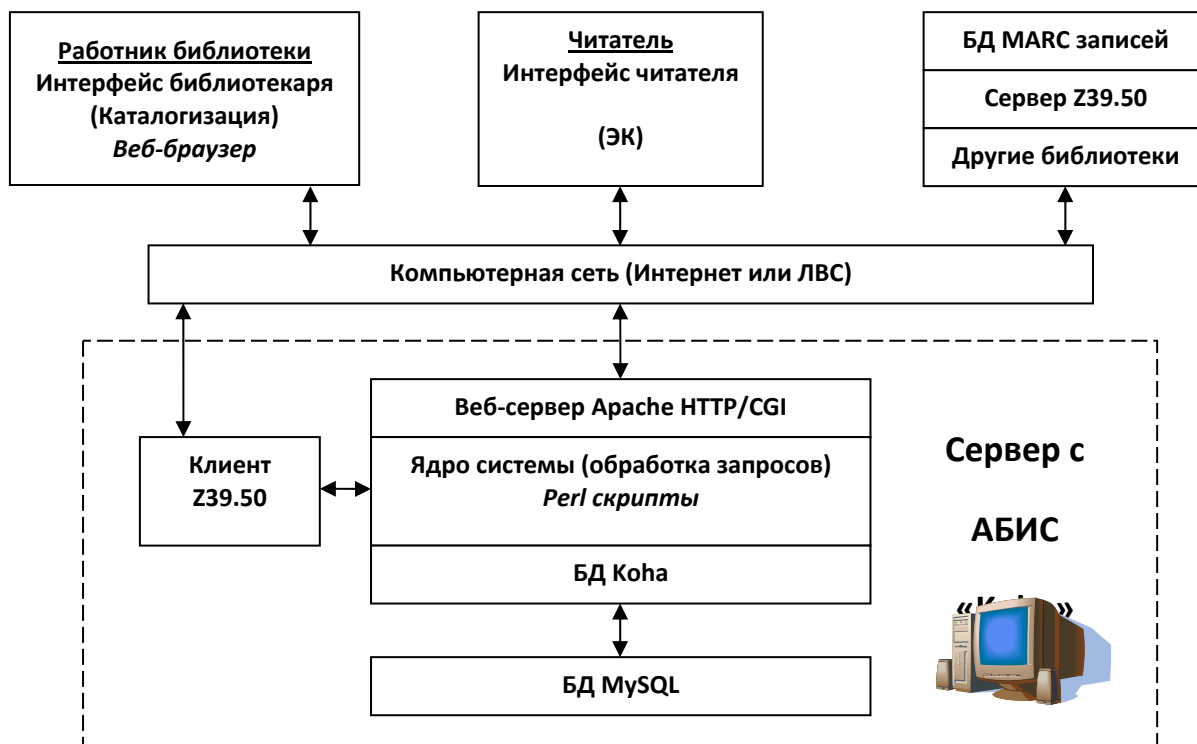 Работник библиотеки
Интерфейс библиотекаря
(Каталогизация)
Веб-браузер
Читатель
Интерфейс читателя
(ЭК)
БД MARC записей
Сервер Z39.50
Другие библиотеки
Компьютерная сеть (Интернет или ЛВС)
Веб-сервер Apache HTTP/CGI
Клиент
Z39.50
Ядро системы (обработка запросов)
Perl скрипты
БД Koha
БД MySQL
Сервер с
АБИС